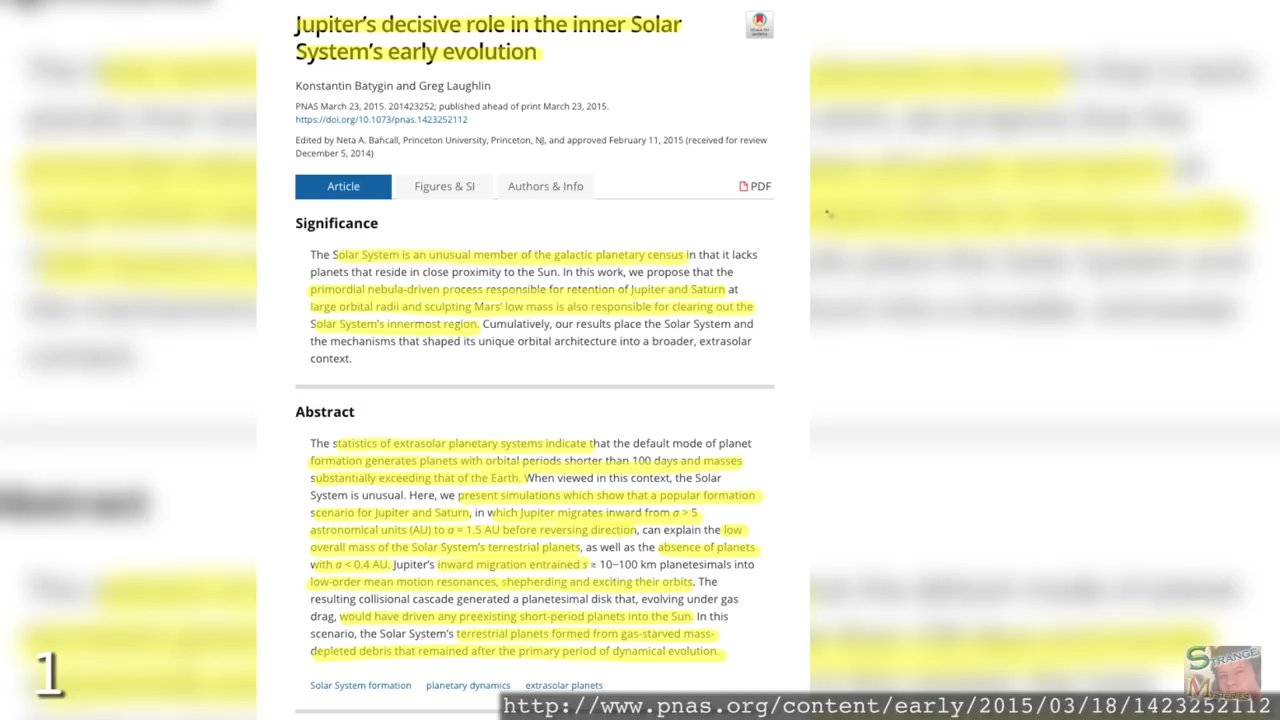 Jupiter’s decisive role in the inner Solar
System’s early evolution
Konstantin Batygin and Greg Laughlin
PNAS March 23, 2015. 201423252; published ahead of print March 23, 2015.
https://doi.org/10.1073/pnas.1423252112
Edited by Neta A. Bahcall, Princeton University, Princeton, NJ, and approved February 11, 2015 (received for review
December 5, 2014)
Article Figures & SI Authors & Info PDF
Significance
The Solar System is an unusual member of the galactic planetary census in that it lacks
planets that reside in close proximity to the Sun. In this work, we propose that the
primordial nebula-driven process responsible for retention of Jupiter and Saturn at
large orbital radii and sculpting Mars’ low mass is also responsible for clearing out the
Solar System’s innermost region. Cumulatively, our results place the Solar System and
the mechanisms that shaped its unique orbital architecture into a broader, extrasolar
context.
Abstract
The statistics of extrasolar planetary systems indicate that the default mode of planet
formation generates planets with orbital periods shorter than 100 days and masses
substantially exceeding that of the Earth. When viewed in this context, the Solar
System is unusual. Here, we present simulations which show that a popular formation
scenario for Jupiter and Saturn, in which Jupiter migrates inward from a > 5
astronomical units (AU) to a ≈ 1.5 AU before reversing direction, can explain the low
overall mass of the Solar System’s terrestrial planets, as well as the absence of planets
with a < 0.4 AU. Jupiter’s inward migration entrained s ≳ 10−100 km planetesimals into
low-order mean motion resonances, shepherding and exciting their orbits. The
resulting collisional cascade generated a planetesimal disk that, evolving under gas
drag, would have driven any preexisting short-period planets into the Sun. In this
scenario, the Solar System’s terrestrial planets formed from gas-starved mass-
depleted debris that remained after the primary period of dynamical evolution.
Solar System formation planetary dynamics extrasolar planets
1
STRANGE
MYSTERIES
http://www.pnas.org/content/early/2015/03/18/1423252112